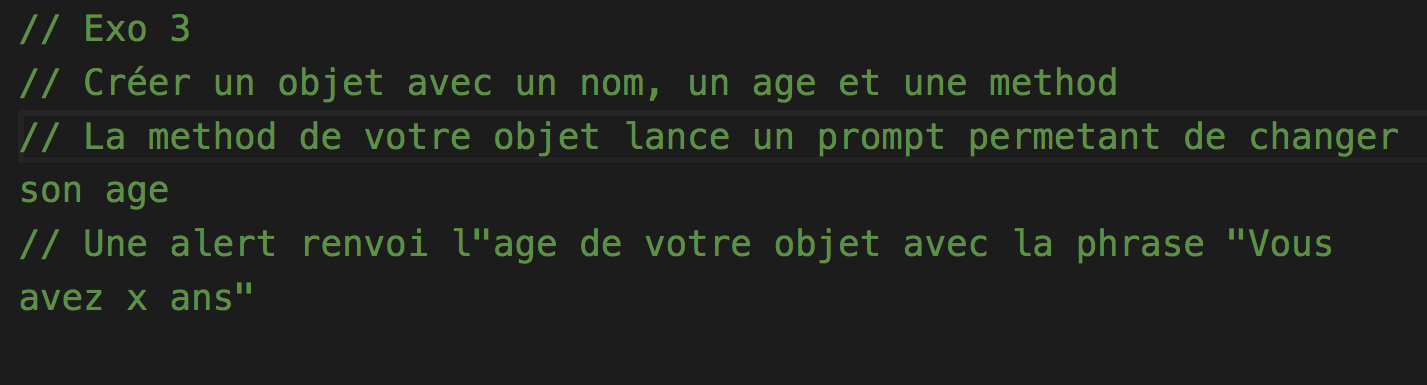 // Exo 3
// Créer un objet avec un nom, un age et une method
// La method de votre objet lance un prompt permetant de changer
son age
// Une alert renvoi l"age de votre objet avec la phrase "Vous
avez x ans"